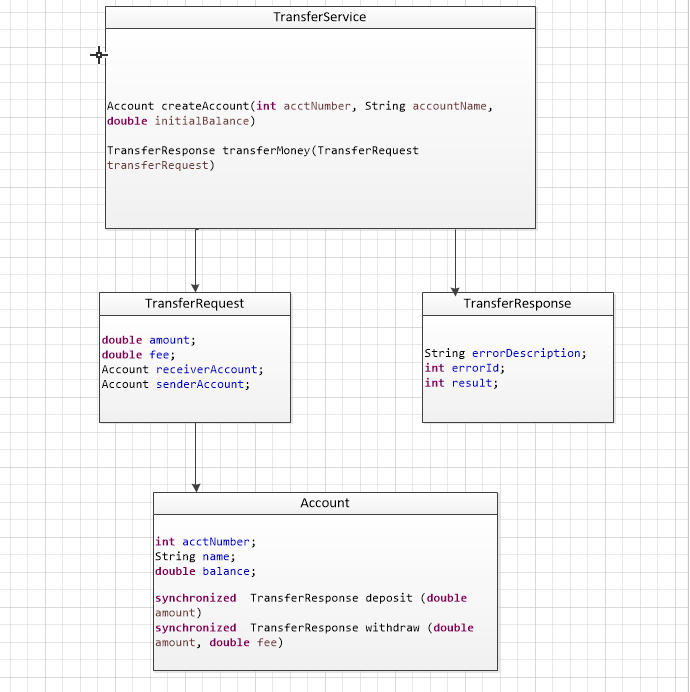 TransferService
Account createAccount(int acctNumber, String accountName,
double initialBalance)
TransferResponse transferMoney(TransferRequest
transferRequest)
TransferRequest
double amount;
double fee;
Account receiverAccount;
Account senderAccount;
TransferResponse
String errorDescription;
int errorId;
int result;
Account
int acctNumber;
String name;
double balance;
synchronized  TransferResponse deposit (double
amount)
synchronized  TransferResponse withdraw (double
amount, double fee)